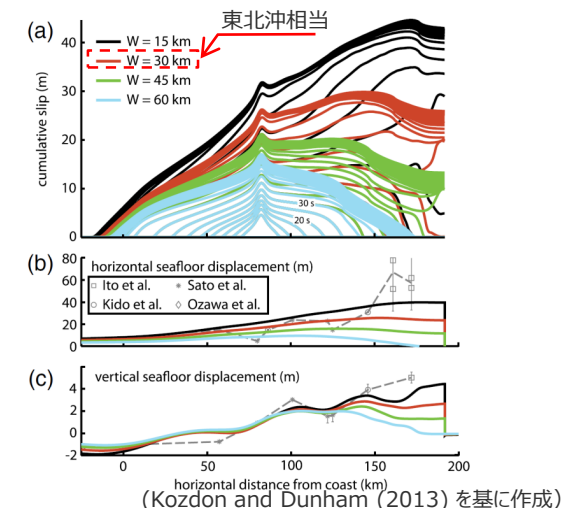 東北沖相当
(a)
W = 15 km
W = 30 km
W = 45 km
W = 60 km
cumulative slip (m)
40
30
20
10
0
30 s
20 s
(b)
horizontal seafloor displacement (m)
Ito et al.
Sato et al.
Kido et al.
Ozawa et al.
80
60
40
20
0
(c)
vertical seafloor displacement (m)
4
2
0
-2
0
50
100
150
200
horizontal distance from coast (km)
(Kozdon and Dunham (2013) を基に作成)